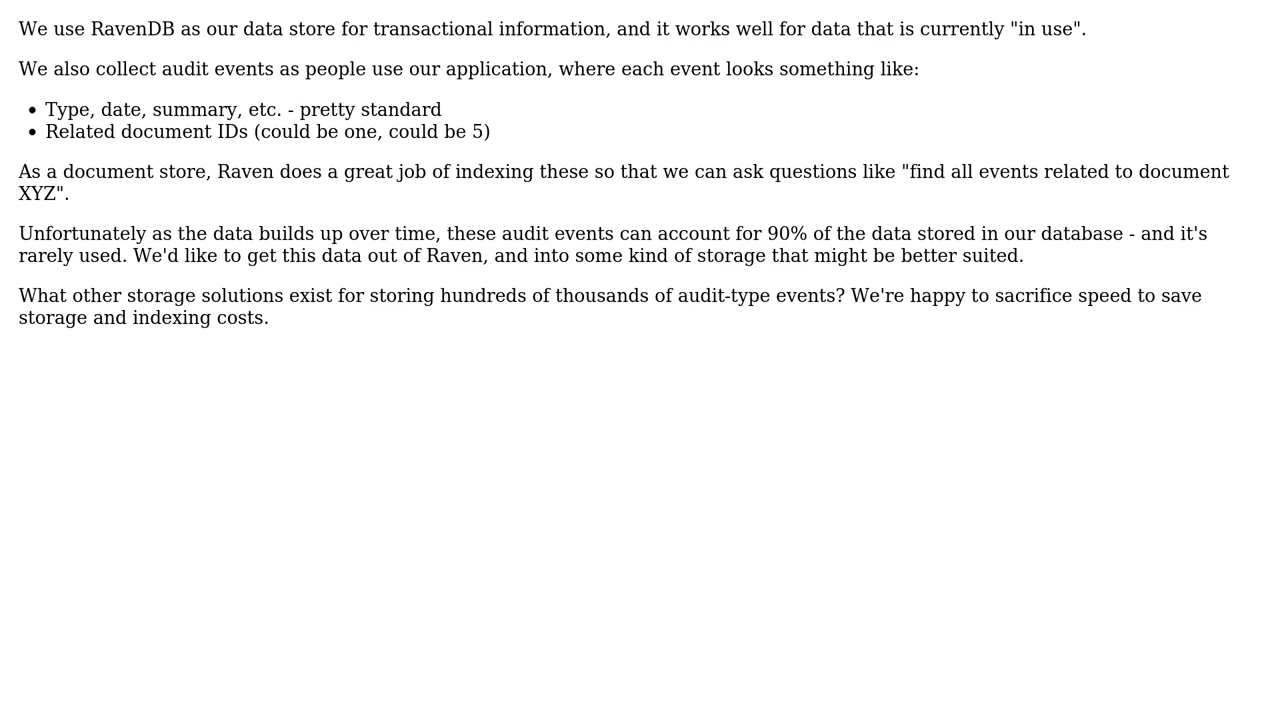 We use RavenDB as our data store for transactional information, and it works well for data that is currently "in use".
We also collect audit events as people use our application, where each event looks something like:
• Type, date, summary, etc. - pretty standard
• Related document IDs (could be one, could be 5)
As a document store, Raven does a great job of indexing these so that we can ask questions like "find all events related to document
XYZ".
Unfortunately as the data builds up over time, these audit events can account for 90% of the data stored in our database - and it's
rarely used. We'd like to get this data out of Raven, and into some kind of storage that might be better suited.
What other storage solutions exist for storing hundreds of thousands of audit-type events? We're happy to sacrifice speed to save
storage and indexing costs.